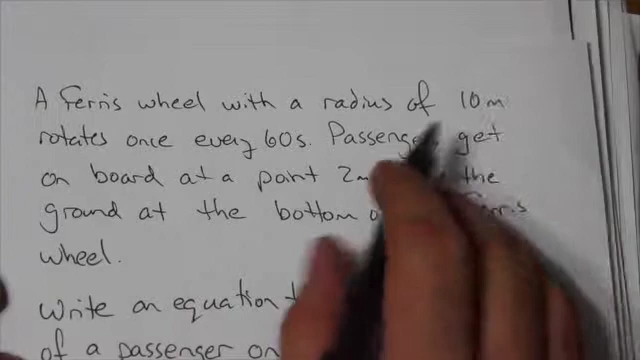 A Ferris wheel with a radius of 10m
rotates once every 60s. Passengers get
on board at a point 2m the
ground at the bottom
wheel.
Write an equation
of a passenger on